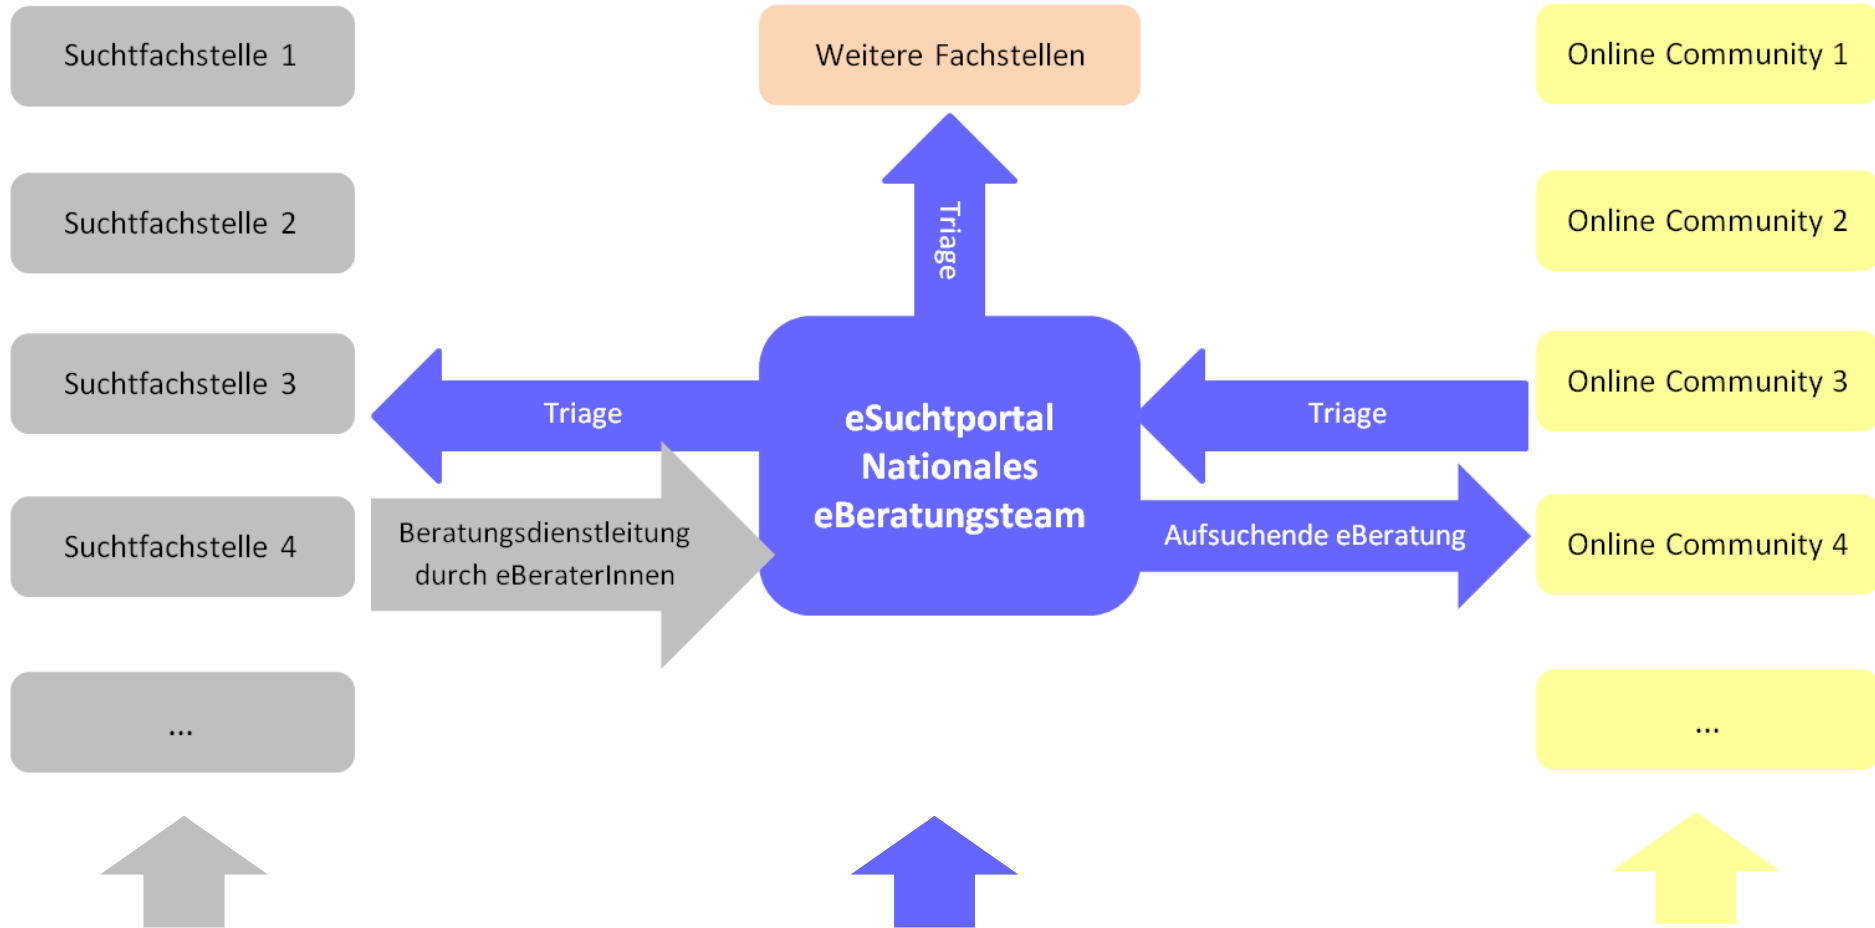 Suchtfachstelle 1
Weitere Fachstellen
Online Community 1
Suchtfachstelle 2
Triage
Online Community 2
Suchtfachstelle 3
Triage
eSuchtportal
Nationales
eBeratungsteam
Triage
Online Community 3
Suchtfachstelle 4
Beratungsdienstleitung
durch eBeraterInnen
Aufsuchende eBeratung
Online Community 4
...
...